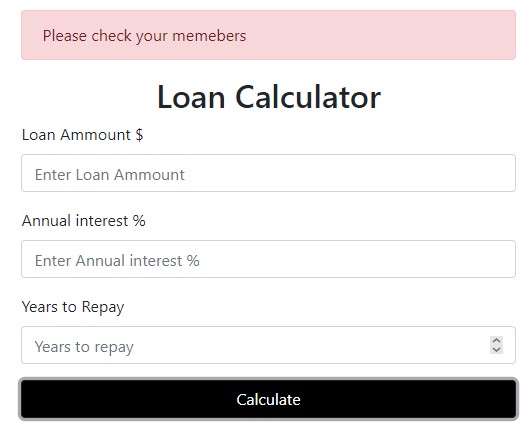 Please check your memebers
Loan Calculator
Loan Ammount $
Enter Loan Ammount
Annual interest %
Enter Annual interest %
Years to Repay
Years to repay
Calculate